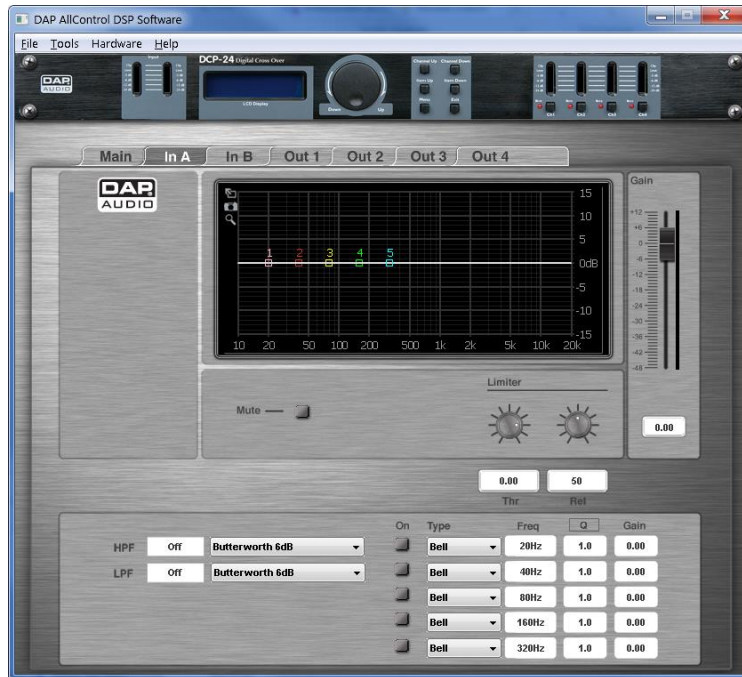 DAP AllControl DSP Software
File Tools Hardware Help
DAP AUDIO
Input
DCP-24 Digital Cross Over
LCD Display
Down Up
Channel Up Channel Down
Gain Up Gain Down
Menu Exit
Ch1 Ch2 Ch3 Ch4
Main In A In B Out 1 Out 2 Out 3 Out 4
DAP
AUDIO
Gain
15
10
5
0dB
-5
-10
-15
1 2 3 4 5
10 20 50 100 200 500 1k 2k 5k 10k 20k
+12
+6
0
-6
-12
-18
-24
-30
-36
-42
-48
0.00
Mute
Limiter
0.00 50
Thr Rel
On Type Freq Q Gain
HPF Off Butterworth 6dB Bell 20Hz 1.0 0.00
LPF Off Butterworth 6dB Bell 40Hz 1.0 0.00
Bell 80Hz 1.0 0.00
Bell 160Hz 1.0 0.00
Bell 320Hz 1.0 0.00